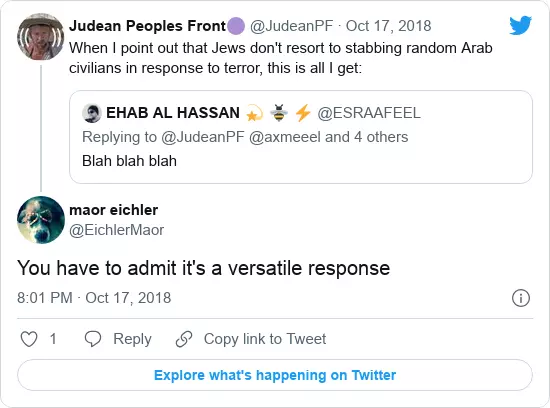 Judean Peoples Front🟣 @JudeanPF · Oct 17, 2018
When I point out that Jews don't resort to stabbing random Arab
civilians in response to terror, this is all I get:
EHAB AL HASSAN 💫 🐝 ⚡ @ESRAAFEEL
Replying to @JudeanPF @axmeeel and 4 others
Blah blah blah
maor eichler
@EichlerMaor
You have to admit it's a versatile response
8:01 PM · Oct 17, 2018
1 Reply Copy link to Tweet
Explore what's happening on Twitter